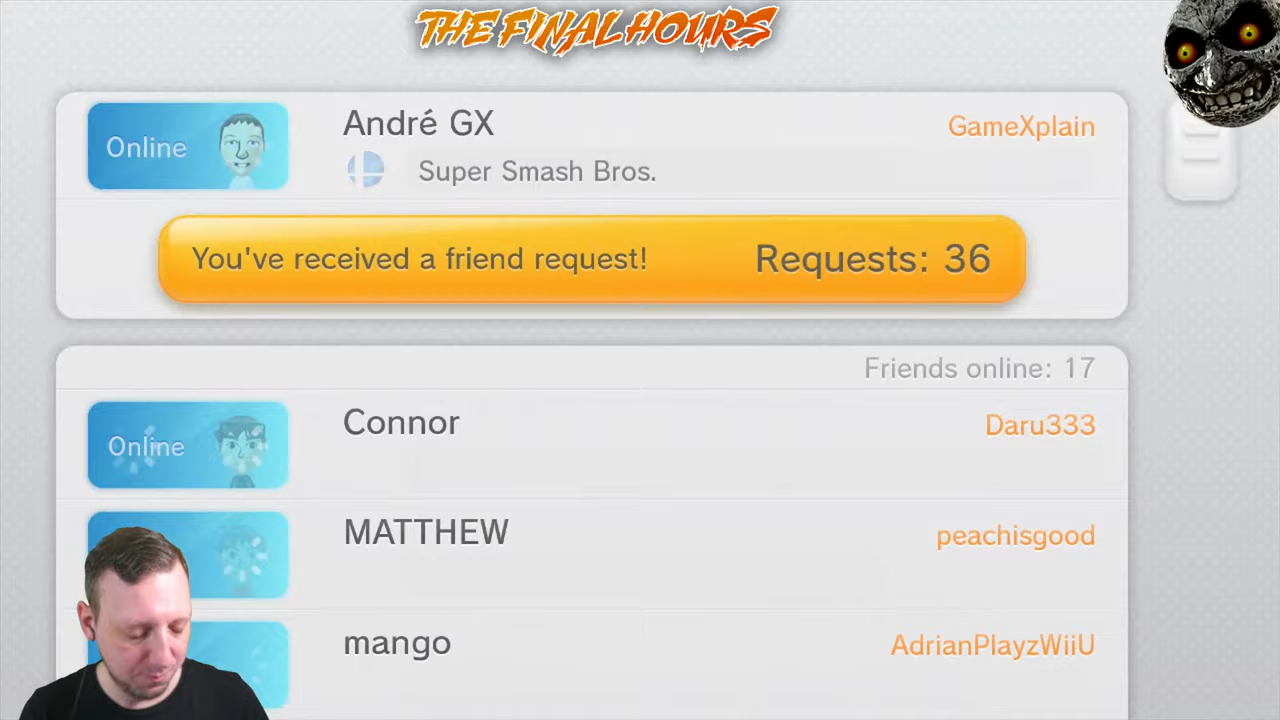 THE FINAL HOURS
Online
André GX
GameXplain
Super Smash Bros.
You've received a friend request!
Requests: 36
Friends online: 17
Online
Connor
Daru333
MATTHEW
peachisgood
mango
AdrianPlayzWiiU